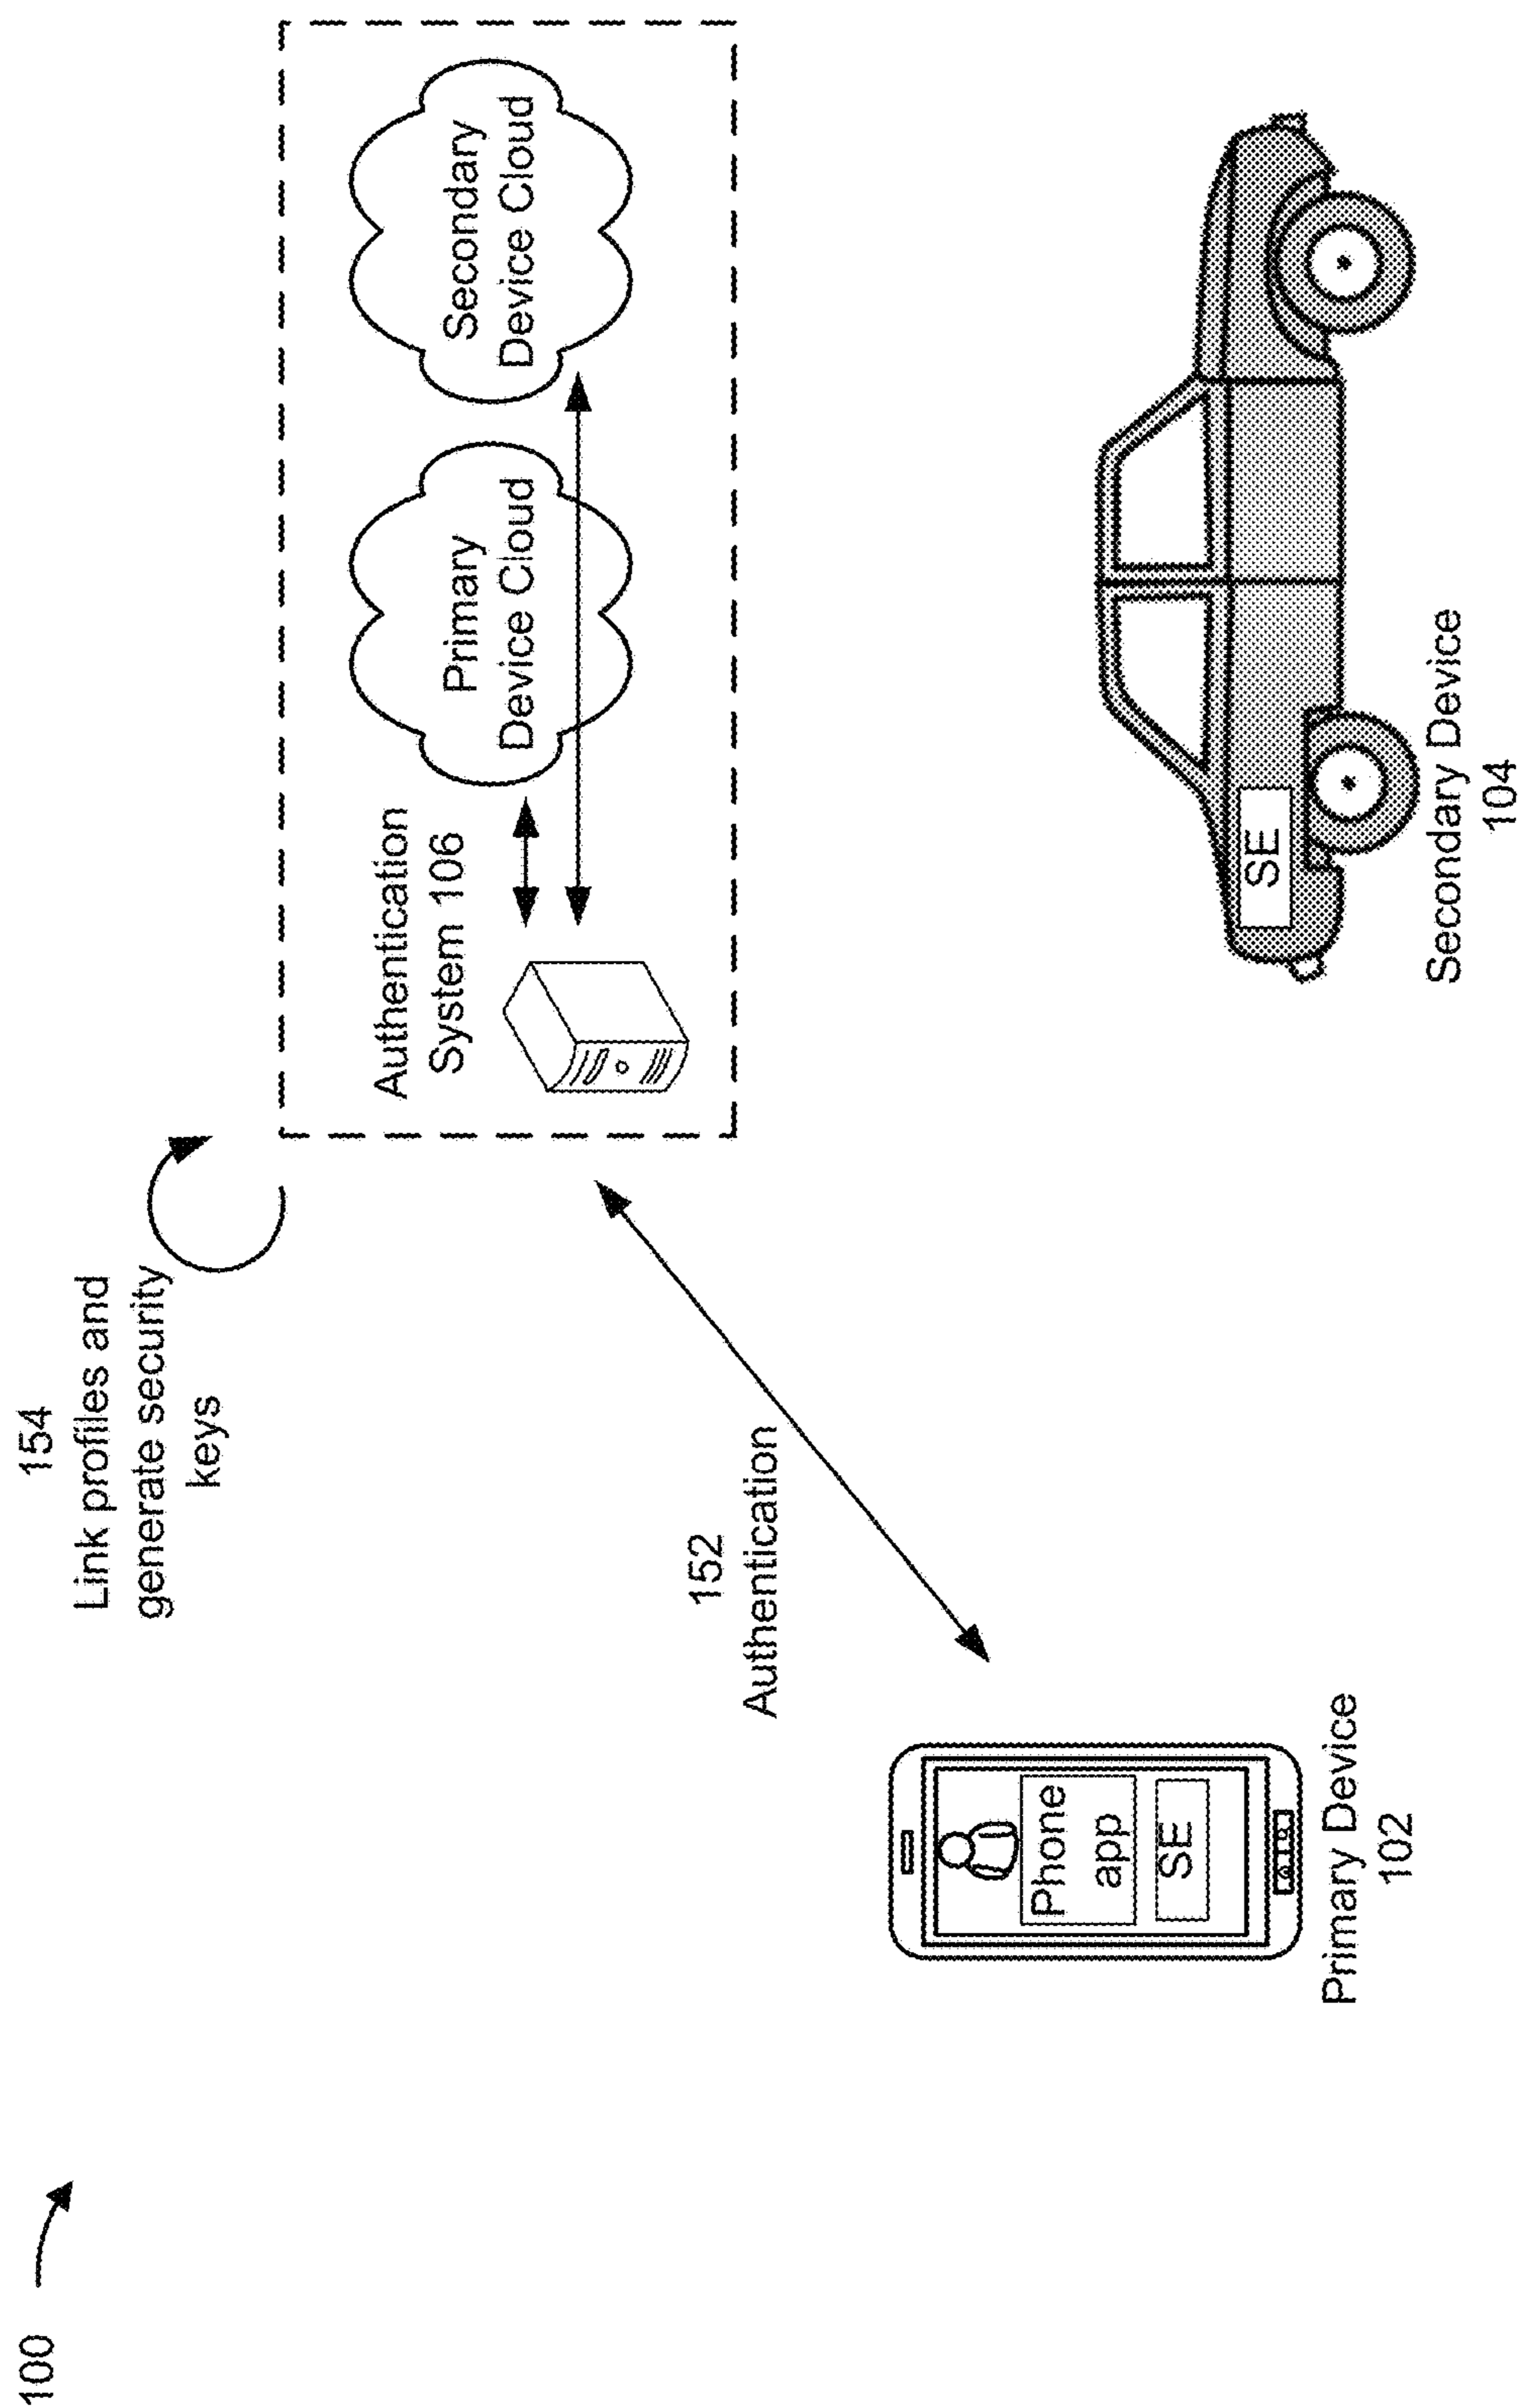 100
154
Link profiles and
generate security
keys
Authentication
System 106
Primary
Device Cloud
Secondary
Device Cloud
152
Authentication
Phone
app
SE
Primary Device
102
SE
Secondary Device
104